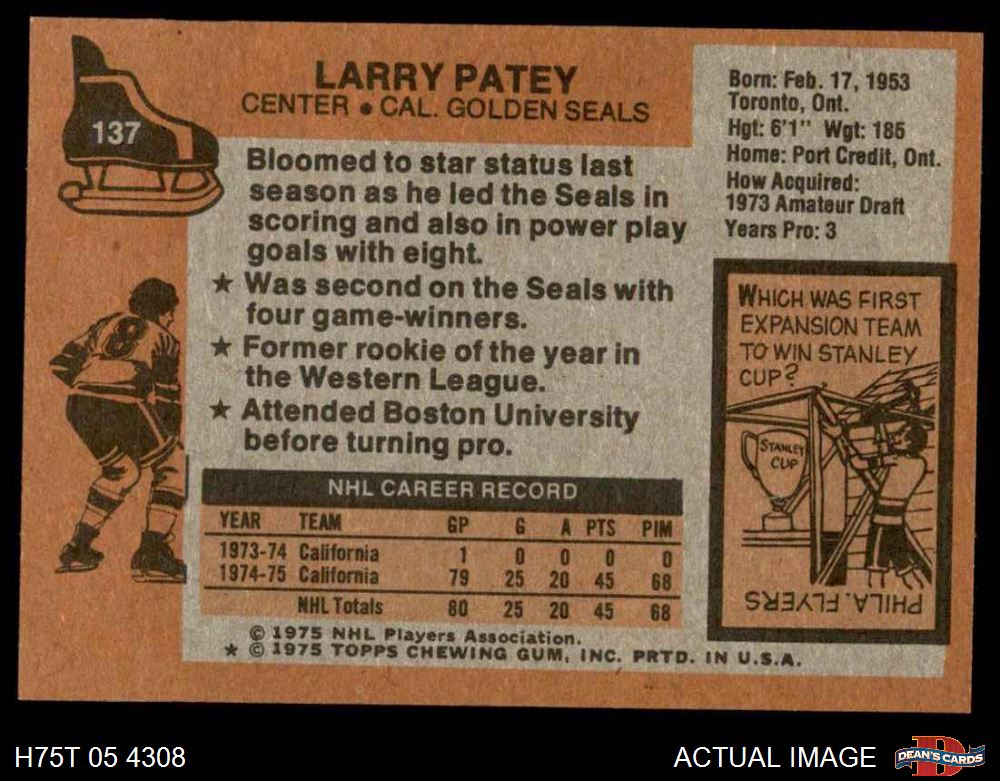 137
LARRY PATEY
CENTER • CAL. GOLDEN SEALS
Bloomed to star status last
season as he led the Seals in
scoring and also in power play
goals with eight.
★ Was second on the Seals with
four game-winners.
★ Former rookie of the year in
the Western League.
★ Attended Boston University
before turning pro.
Born: Feb. 17, 1953
Toronto, Ont.
Hgt: 6'1" Wgt: 185
Home: Port Credit, Ont.
How Acquired:
1973 Amateur Draft
Years Pro: 3
8
WHICH WAS FIRST
EXPANSION TEAM
TO WIN STANLEY
CUP?
STANLEY
CUP
PHILA. FLYERS
NHL CAREER RECORD
YEAR TEAM GP G A PTS PIM
1973-74 California 1 0 0 0 0
1974-75 California 79 25 20 45 68
NHL Totals 80 25 20 45 68
© 1975 NHL Players Association.
★ © 1975 TOPPS CHEWING GUM, INC. PRTD. IN U.S.A.
H75T 05 4308
ACTUAL IMAGE
D
DEAN'S CARDS